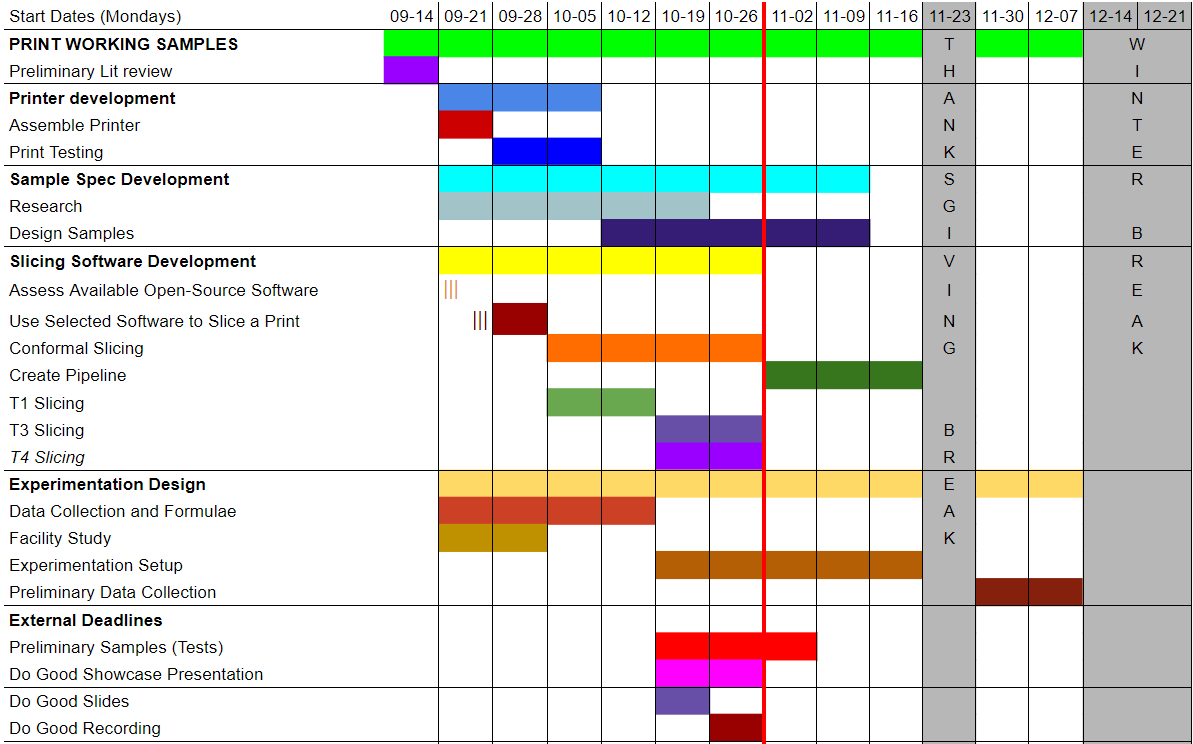 Start Dates (Mondays) 09-14 09-21 09-28 10-05 10-12 10-19 10-26 11-02 11-09 11-16 11-23 11-30 12-07 12-14 12-21
PRINT WORKING SAMPLES T W
Preliminary Lit review H I
Printer development A N
Assemble Printer N T
Print Testing K E
Sample Spec Development S R
Research G
Design Samples I B
Slicing Software Development V R
Assess Available Open-Source Software ||| I E
Use Selected Software to Slice a Print ||| N A
Conformal Slicing G K
Create Pipeline
T1 Slicing
T3 Slicing B
T4 Slicing R
Experimentation Design E
Data Collection and Formulae A
Facility Study K
Experimentation Setup
Preliminary Data Collection
External Deadlines
Preliminary Samples (Tests)
Do Good Showcase Presentation
Do Good Slides
Do Good Recording